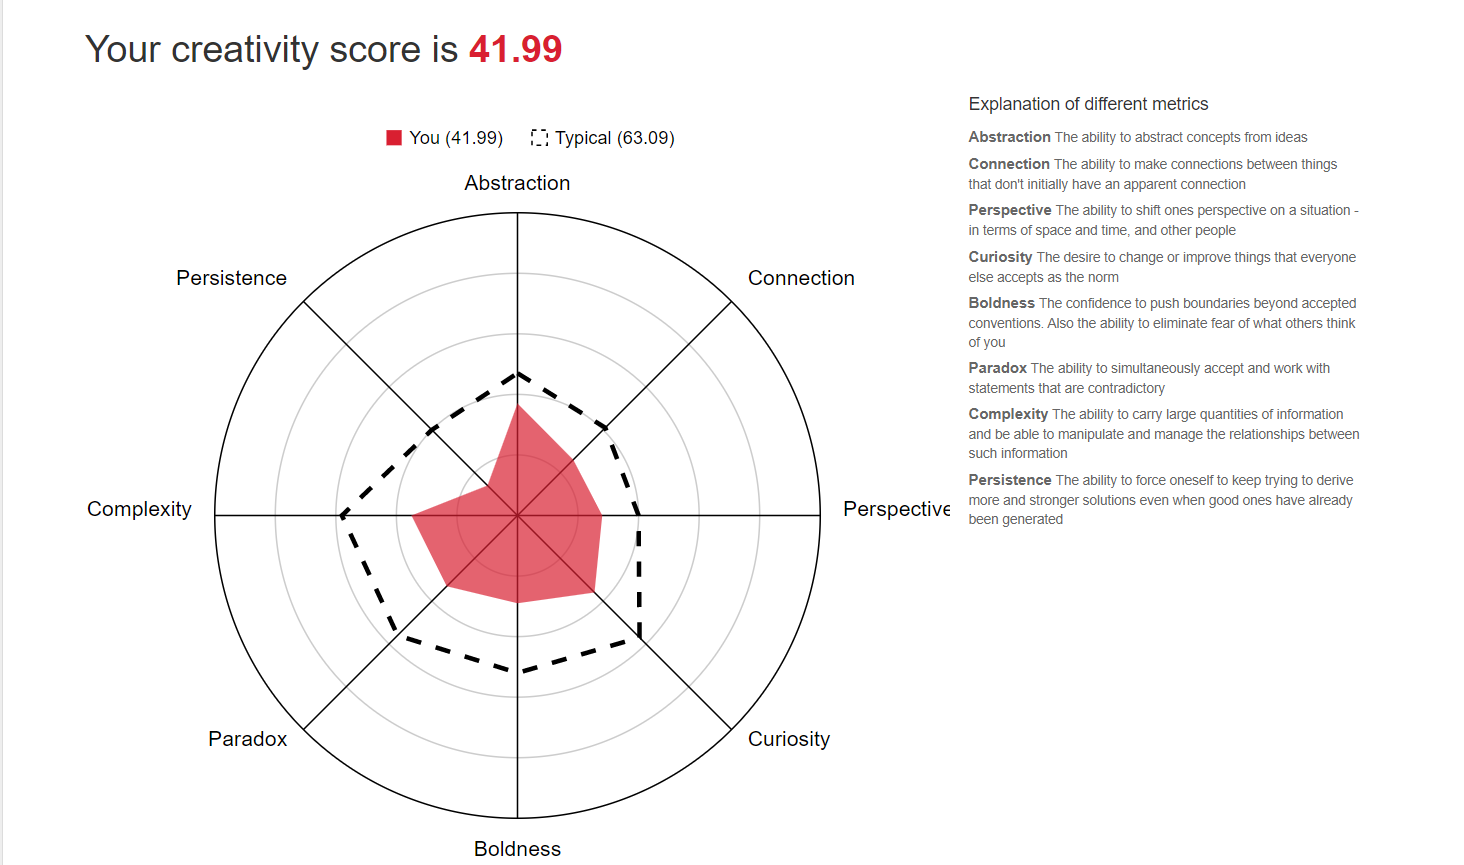 Your creativity score is 41.99
You (41.99) Typical (63.09)
Abstraction
Persistence
Connection
Complexity
Perspective
Paradox
Curiosity
Boldness
Explanation of different metrics
Abstraction The ability to abstract concepts from ideas
Connection The ability to make connections between things
that don't initially have an apparent connection
Perspective The ability to shift ones perspective on a situation -
in terms of space and time, and other people
Curiosity The desire to change or improve things that everyone
else accepts as the norm
Boldness The confidence to push boundaries beyond accepted
conventions. Also the ability to eliminate fear of what others think
of you
Paradox The ability to simultaneously accept and work with
statements that are contradictory
Complexity The ability to carry large quantities of information
and be able to manipulate and manage the relationships between
such information
Persistence The ability to force oneself to keep trying to derive
more and stronger solutions even when good ones have already
been generated